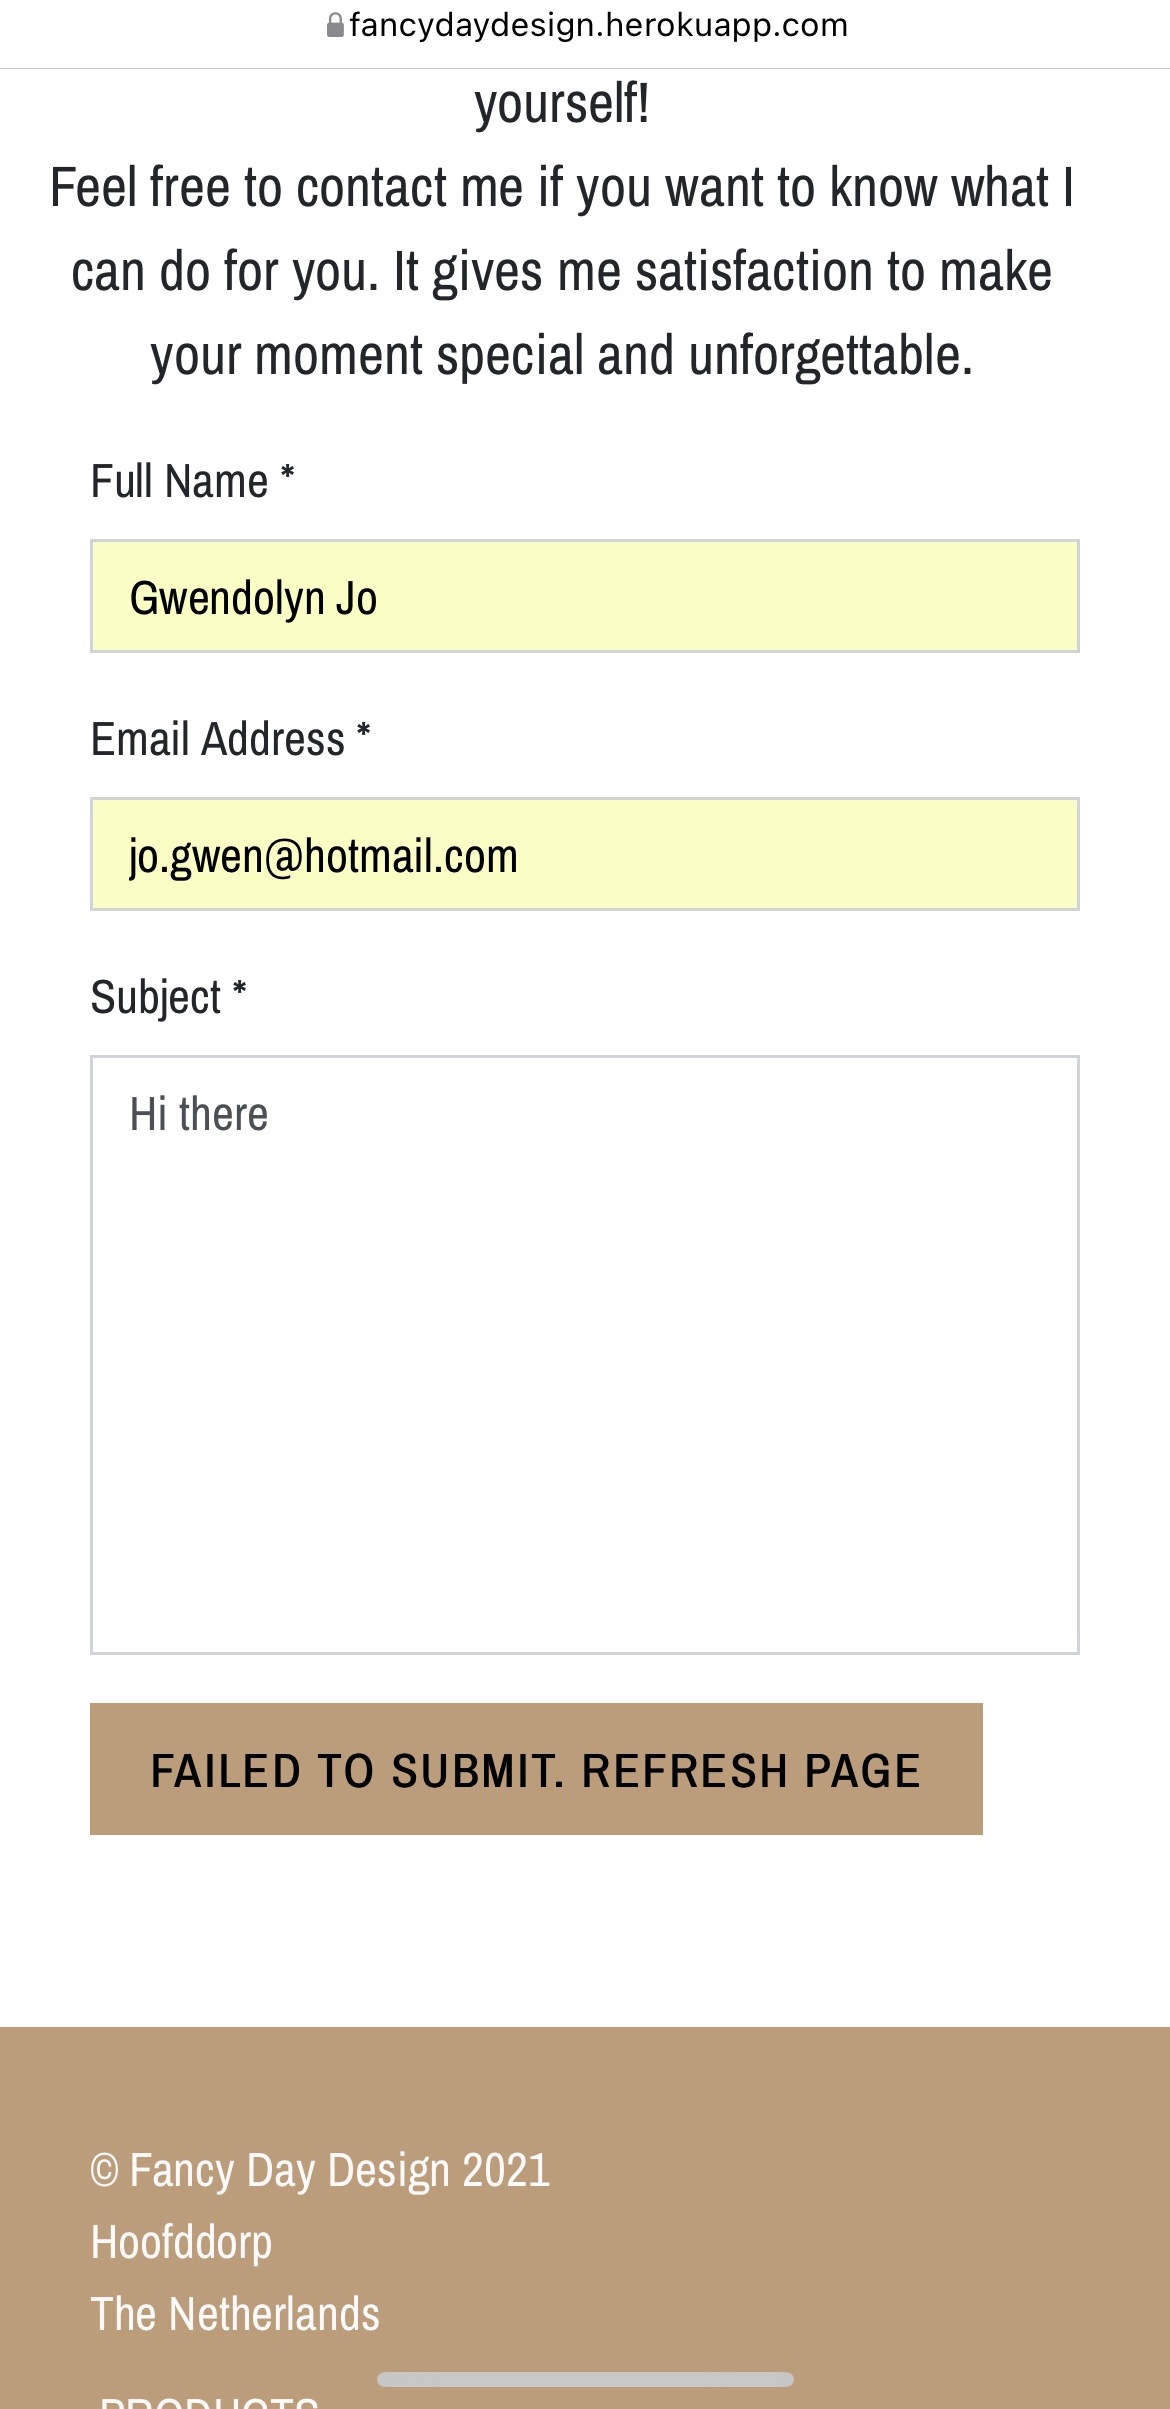 fancydaydesign.herokuapp.com
yourself!
Feel free to contact me if you want to know what I
can do for you. It gives me satisfaction to make
your moment special and unforgettable.
Full Name *
Gwendolyn Jo
Email Address *
jo.gwen@hotmail.com
Subject *
Hi there
FAILED TO SUBMIT. REFRESH PAGE
© Fancy Day Design 2021
Hoofddorp
The Netherlands
PRODUCTS